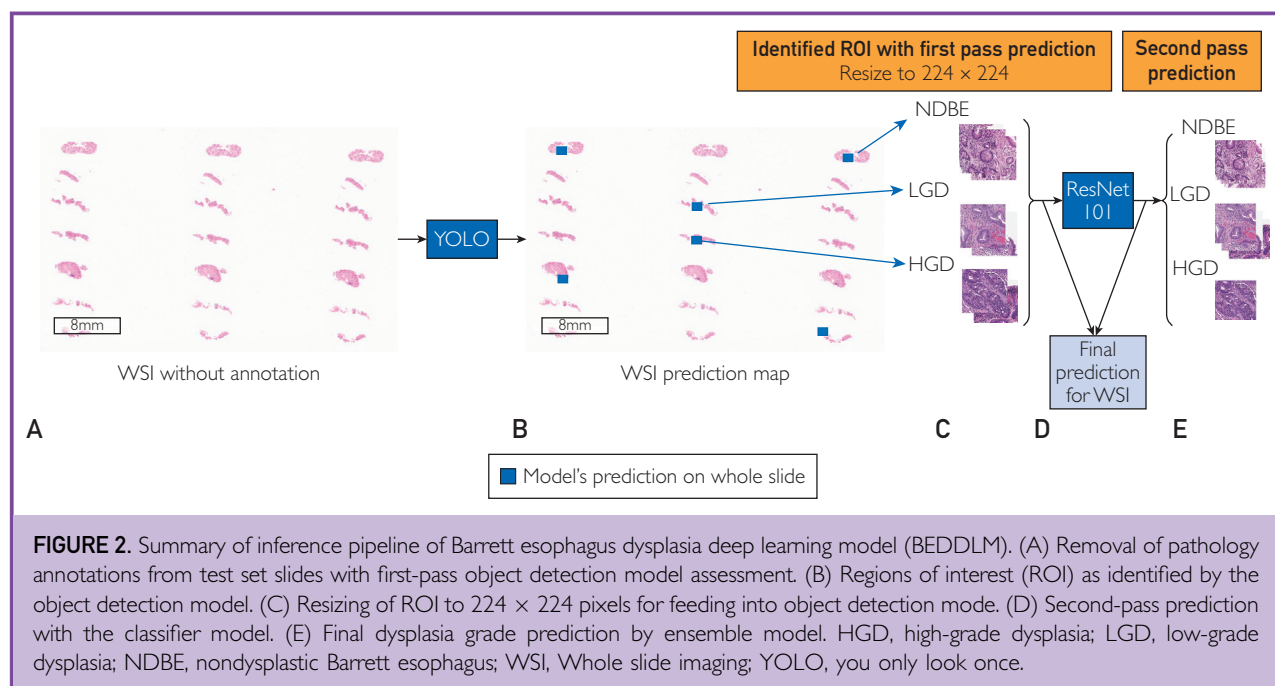 Identified ROI with first pass prediction
Resize to 224 × 224
Second pass
prediction
NDBE
LGD
HGD
YOLO
ResNet
101
NDBE
LGD
HGD
8mm
8mm
Final
prediction
for WSI
WSI without annotation
WSI prediction map
A
B
C
D
E
Model's prediction on whole slide
FIGURE 2. Summary of inference pipeline of Barrett esophagus dysplasia deep learning model (BEDDLM). (A) Removal of pathology
annotations from test set slides with first-pass object detection model assessment. (B) Regions of interest (ROI) as identified by the
object detection model. (C) Resizing of ROI to 224 × 224 pixels for feeding into object detection mode. (D) Second-pass prediction
with the classifier model. (E) Final dysplasia grade prediction by ensemble model. HGD, high-grade dysplasia; LGD, low-grade
dysplasia; NDBE, nondysplastic Barrett esophagus; WSI, Whole slide imaging; YOLO, you only look once.